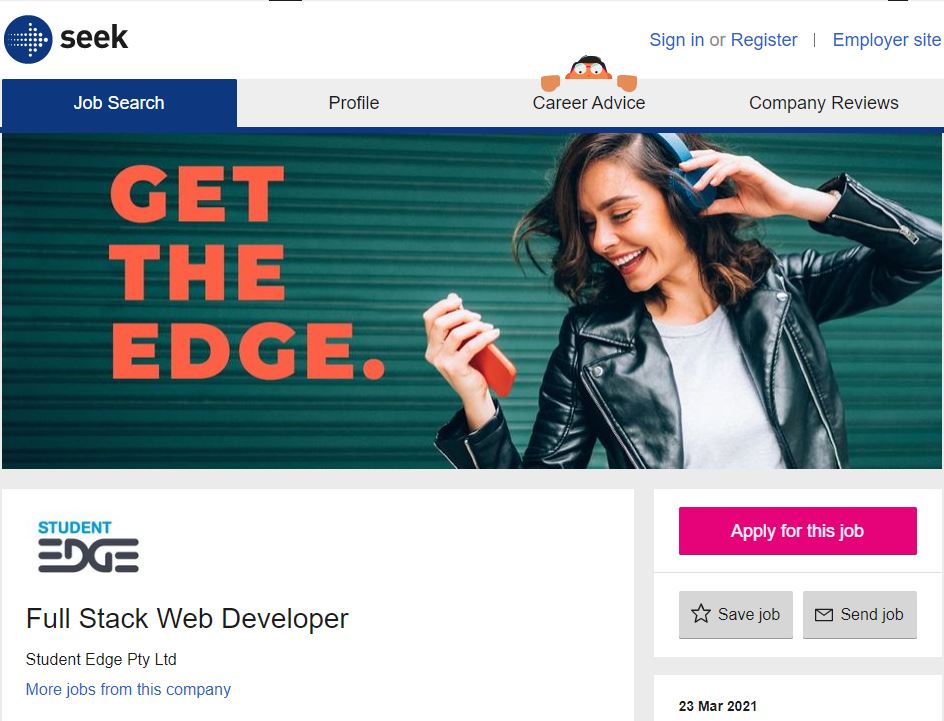 seek
Sign in or Register | Employer site
Job Search
Profile
Career Advice
Company Reviews
GET
THE
EDGE.
STUDENT
EDGE
Full Stack Web Developer
Student Edge Pty Ltd
More jobs from this company
Apply for this job
Save job
Send job
23 Mar 2021